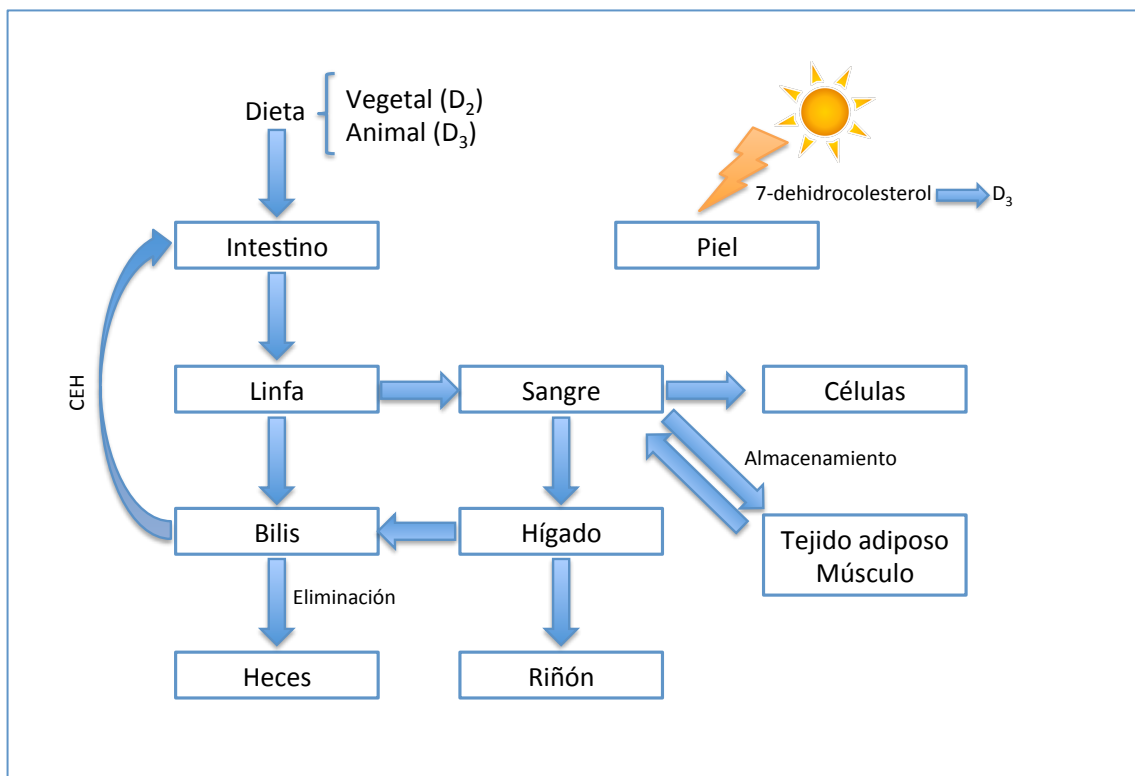 Dieta
Vegetal (D₂)
Animal (D₃)
7-dehidrocolesterol
D₃
Intestino
Piel
CEH
Linfa
Sangre
Células
Almacenamiento
Bilis
Hígado
Tejido adiposo
Músculo
Eliminación
Heces
Riñón